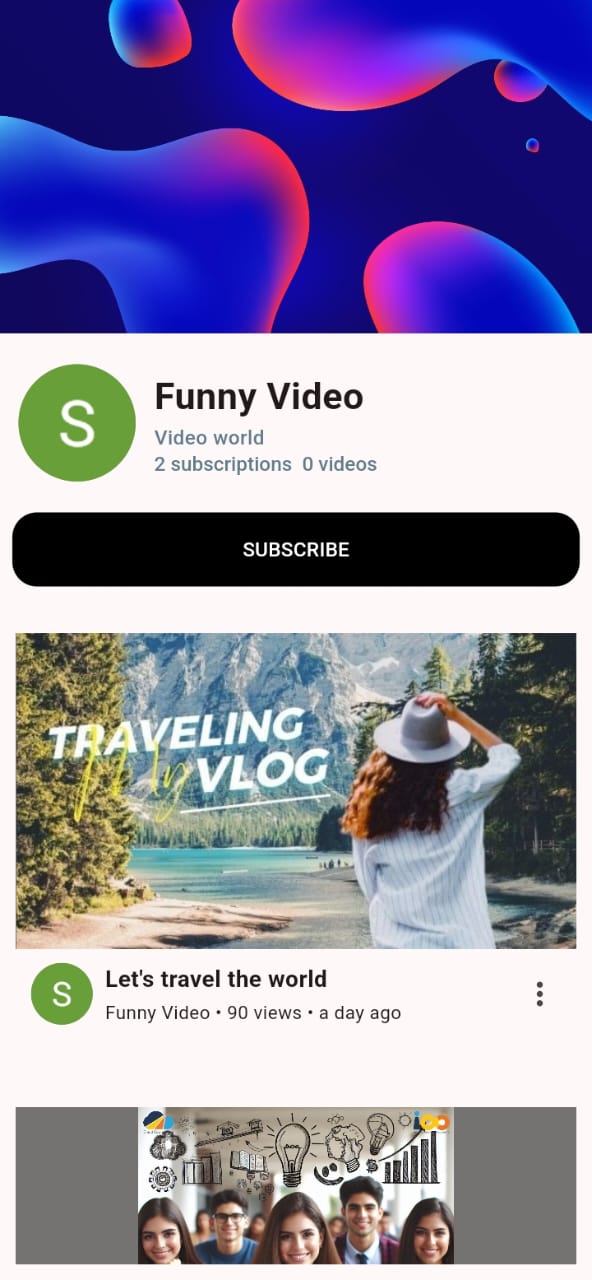 S
Funny Video
Video world
2 subscriptions 0 videos
SUBSCRIBE
TRAVELING
My VLOG
S
Let's travel the world
Funny Video • 90 views • a day ago
$